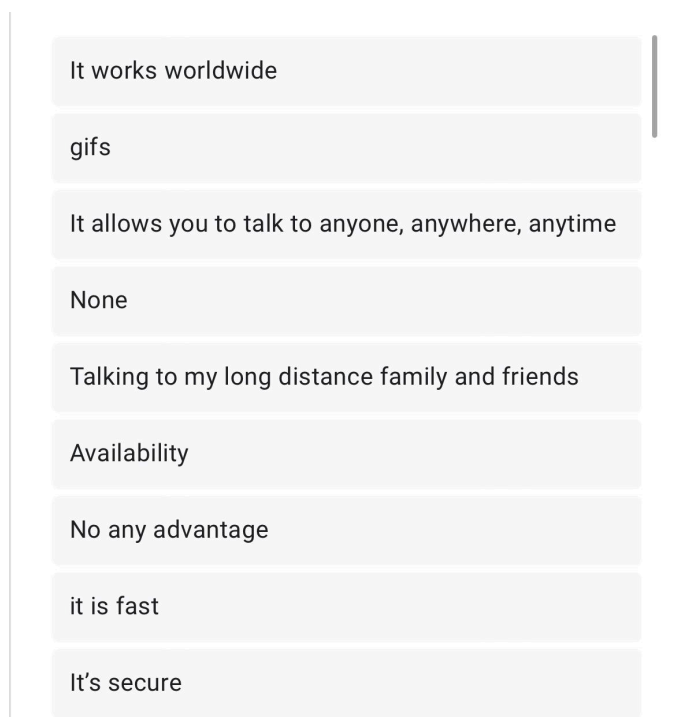 It works worldwide
gifs
It allows you to talk to anyone, anywhere, anytime
None
Talking to my long distance family and friends
Availability
No any advantage
it is fast
It’s secure